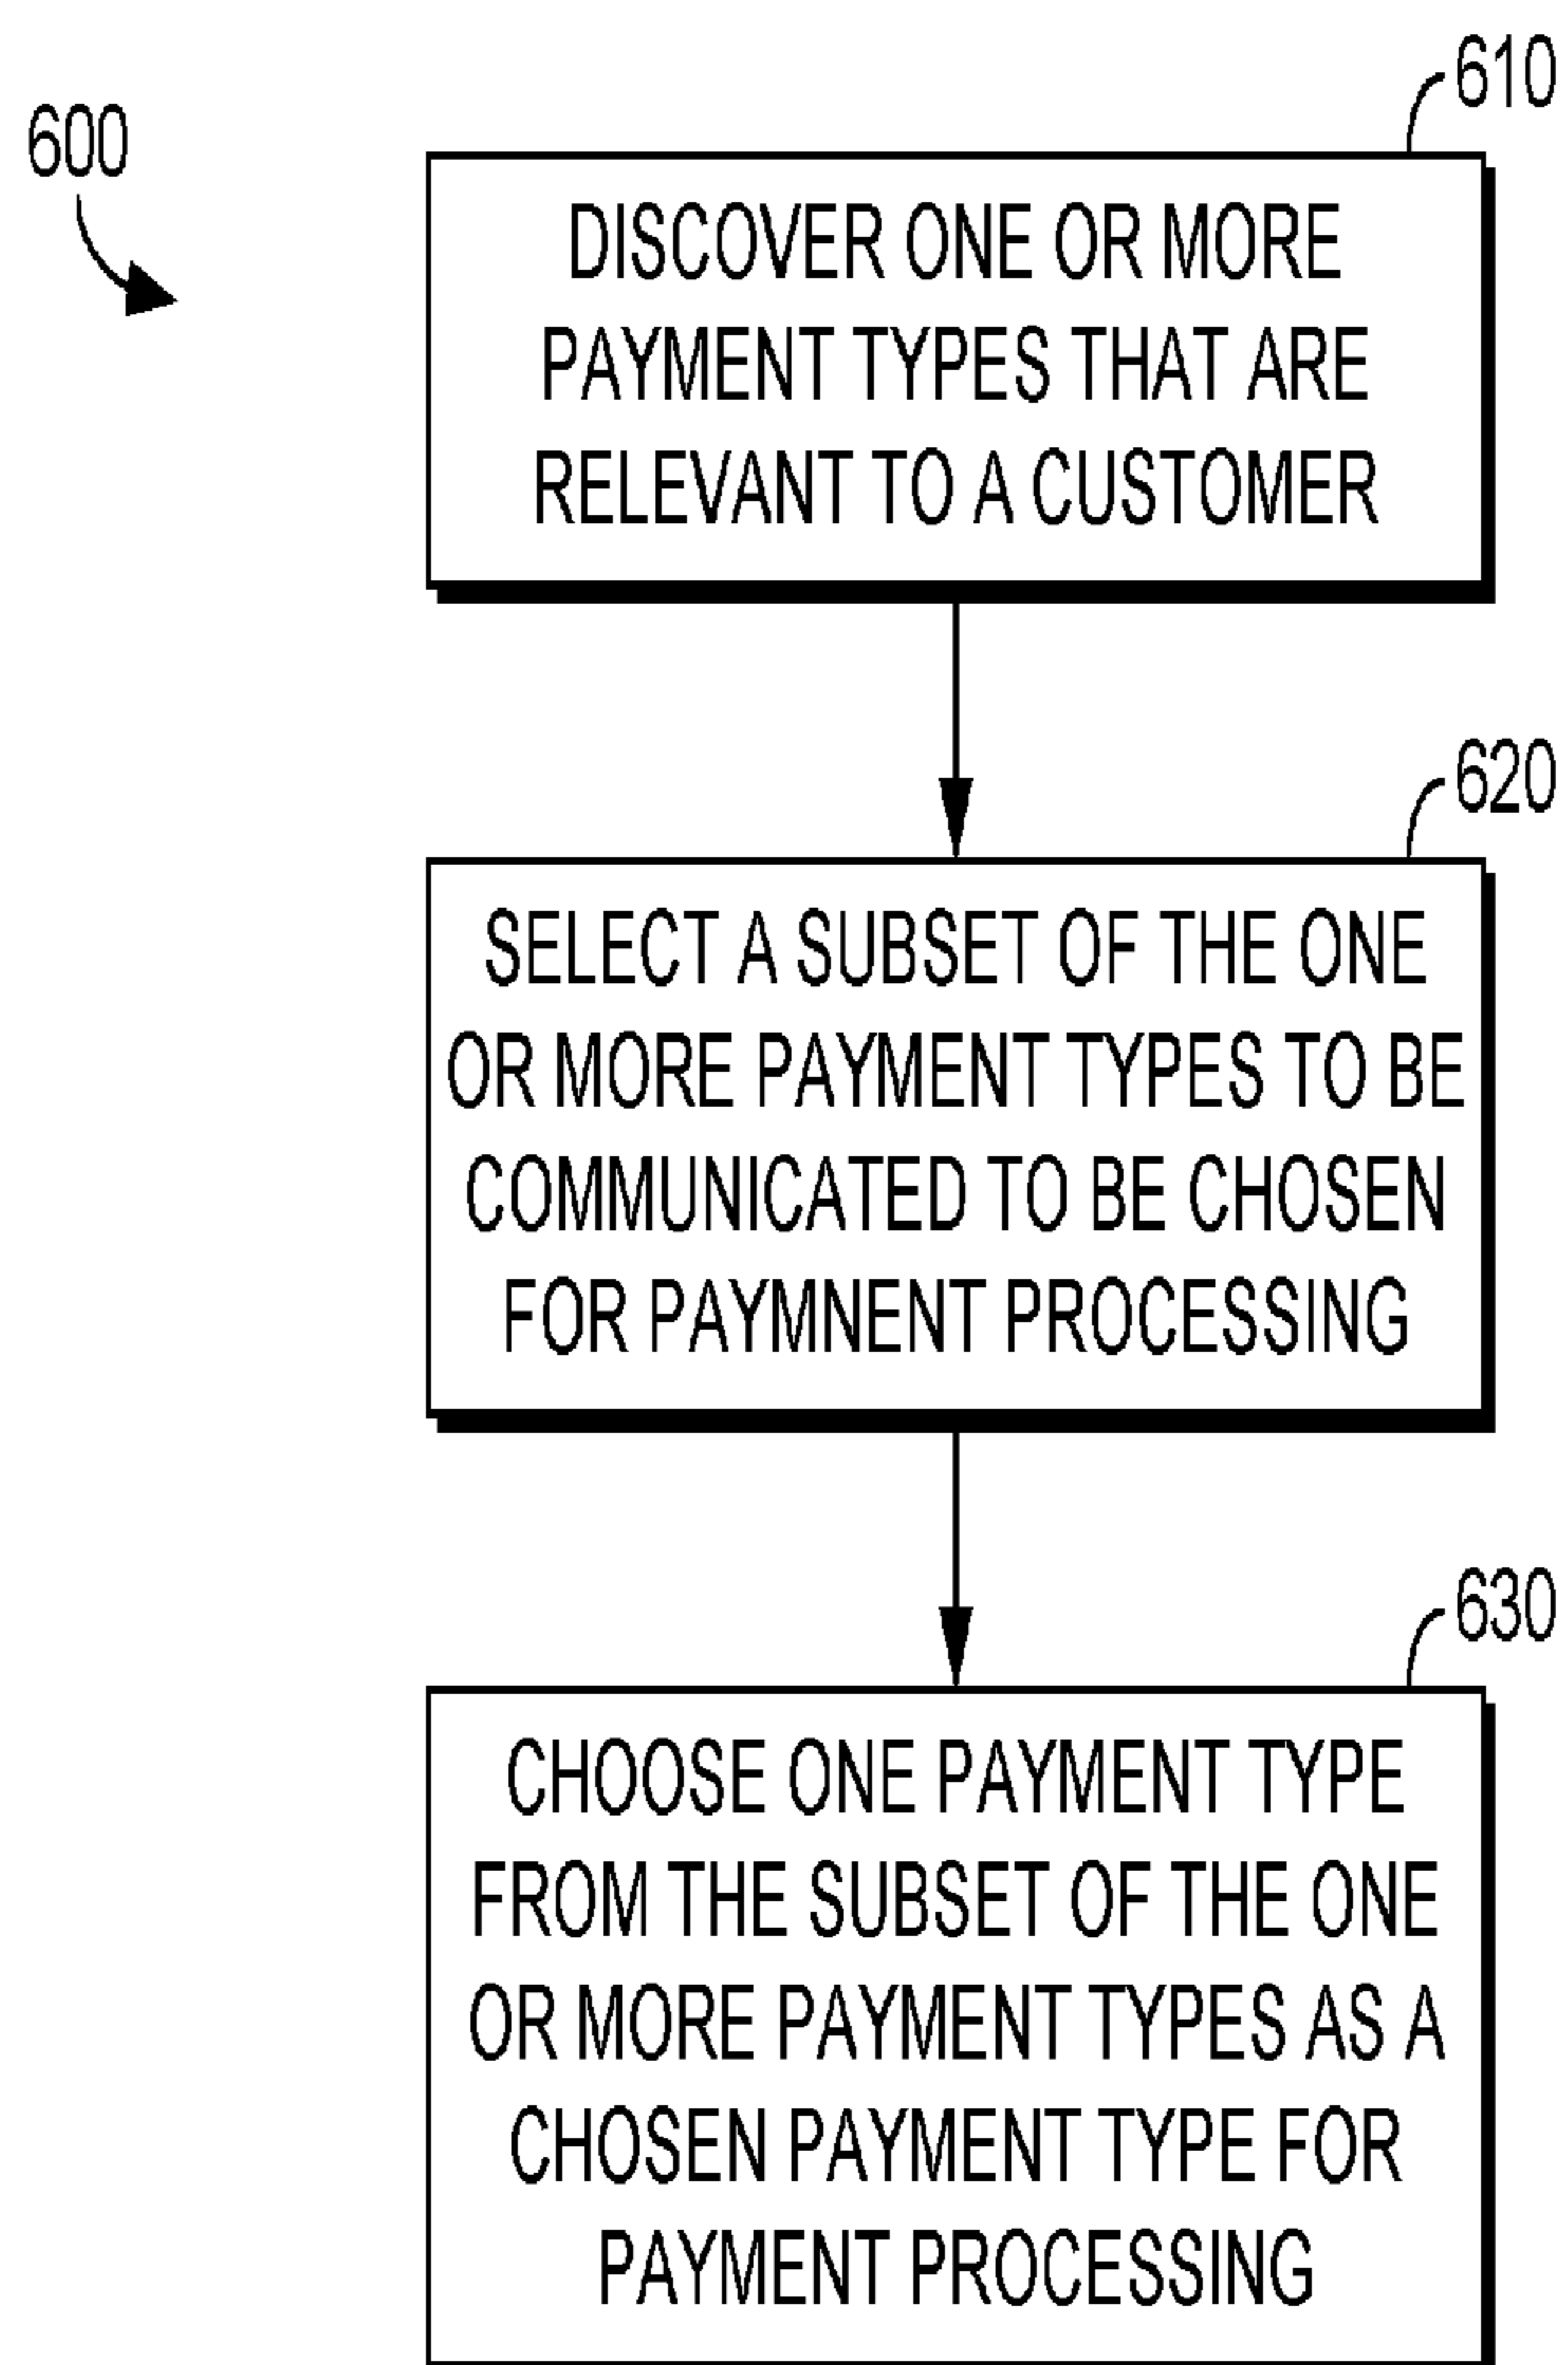 610
600
DISCOVER ONE OR MORE
PAYMENT TYPES THAT ARE
RELEVANT TO A CUSTOMER
620
SELECT A SUBSET OF THE ONE
OR MORE PAYMENT TYPES TO BE
COMMUNICATED TO BE CHOSEN
FOR PAYMNENT PROCESSING
630
CHOOSE ONE PAYMENT TYPE
FROM THE SUBSET OF THE ONE
OR MORE PAYMENT TYPES AS A
CHOSEN PAYMENT TYPE FOR
PAYMENT PROCESSING